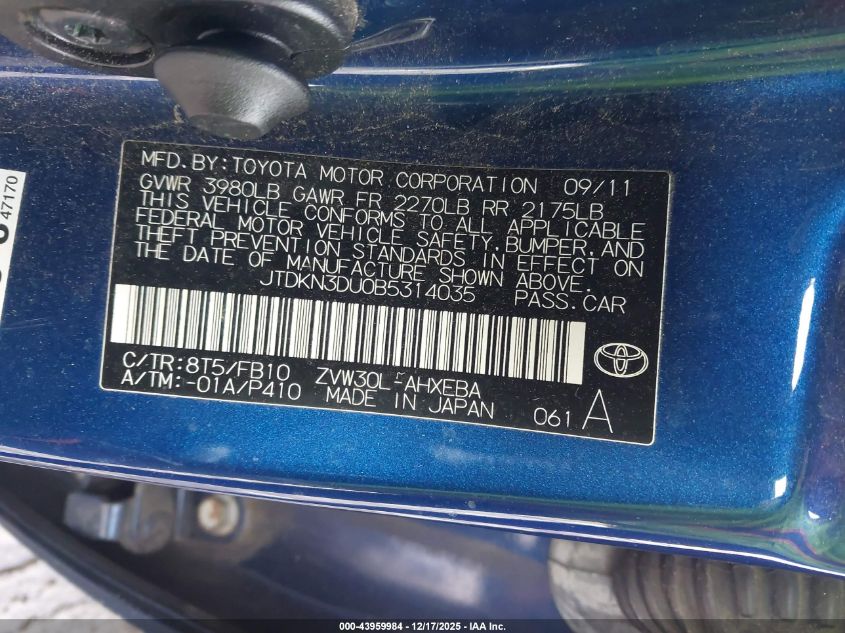 MFD. BY: TOYOTA MOTOR CORPORATION 09/11
GVWR 3980LB GAWR FR 2270LB RR 2175LB
THIS VEHICLE CONFORMS TO ALL APPLICABLE
FEDERAL MOTOR VEHICLE SAFETY, BUMPER, AND
THEFT PREVENTION STANDARDS IN EFFECT ON
THE DATE OF MANUFACTURE SHOWN ABOVE.
JTDKN3DU0B5314035 PASS. CAR
C/TR: 8T5/FB10 ZVW30L-AHXEBA
A/TM: -01A/P410 MADE IN JAPAN 061 A
47170
000-43959984 - 12/17/2025 - IAA Inc.